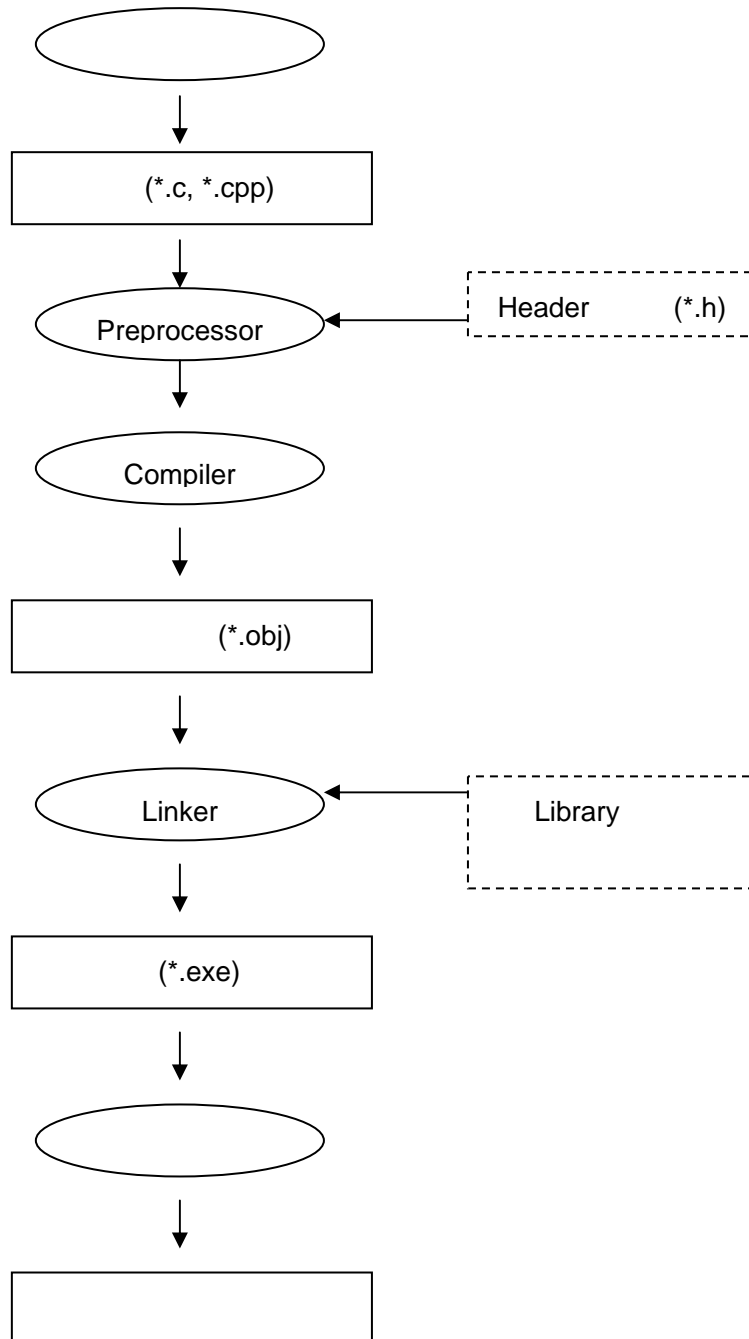 (*.c, *.cpp)
Header (*.h)
Preprocessor
Compiler
(*.obj)
Linker
Library
(*.exe)